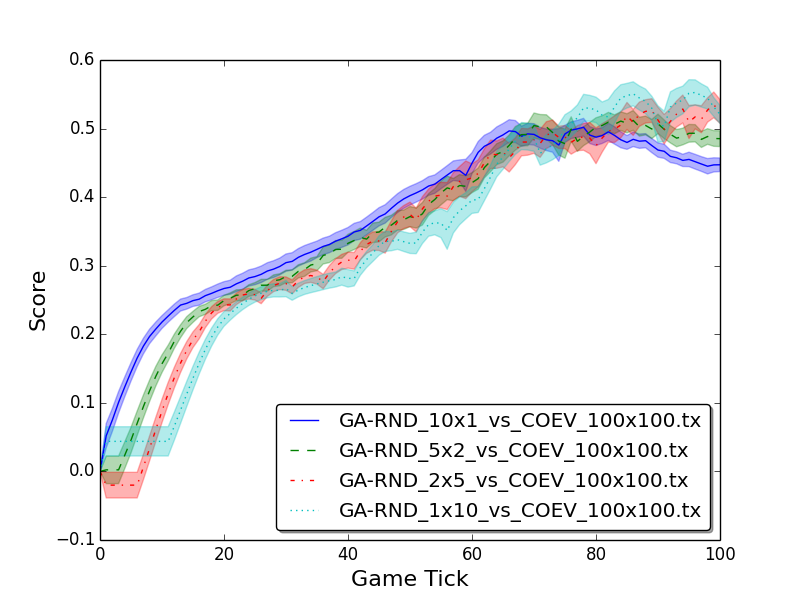 0.6
0.5
0.4
0.3
0.2
0.1
0.0
−0.1
Score
0 20 40 60 80 100
Game Tick
GA-RND_10x1_vs_COEV_100x100.tx
GA-RND_5x2_vs_COEV_100x100.tx
GA-RND_2x5_vs_COEV_100x100.tx
GA-RND_1x10_vs_COEV_100x100.tx